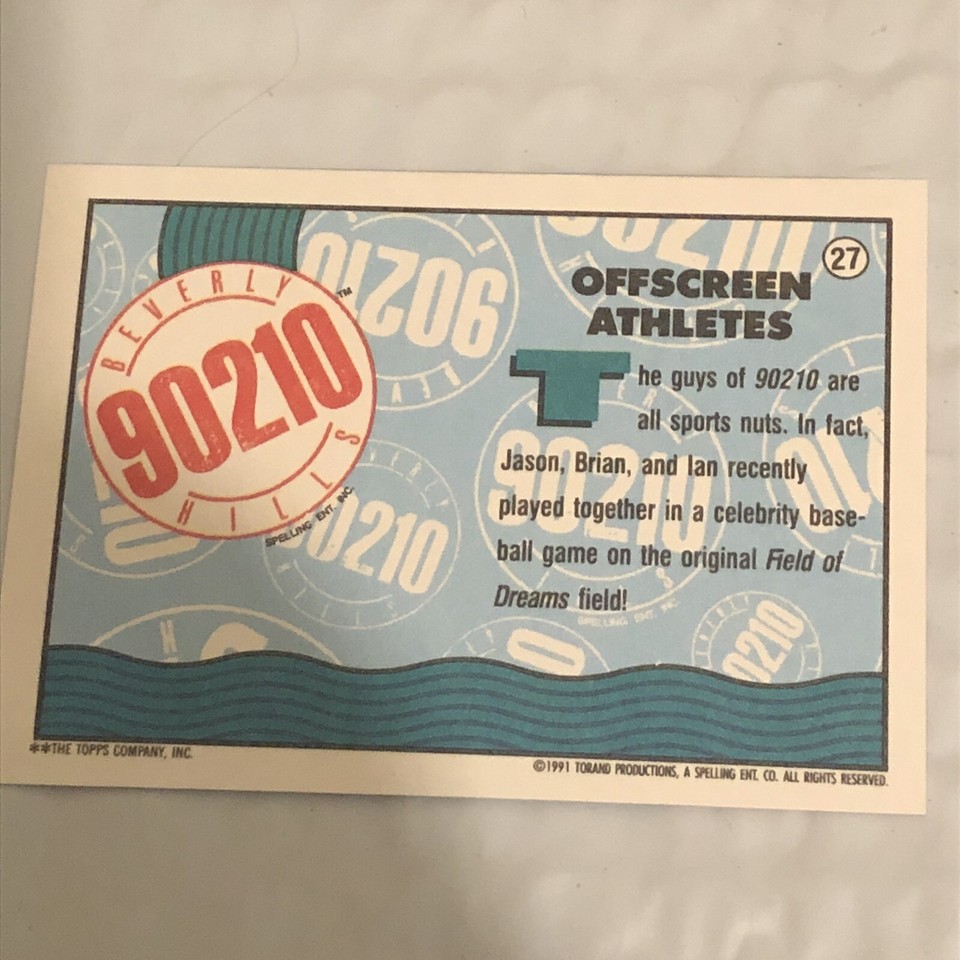 27
OFFSCREEN
ATHLETES
BEVERLY
90210
HILLS
™
SPELLING ENT. INC.
The guys of 90210 are
all sports nuts. In fact,
Jason, Brian, and Ian recently
played together in a celebrity base-
ball game on the original Field of
Dreams field!
**THE TOPPS COMPANY, INC.
©1991 TORAND PRODUCTIONS, A SPELLING ENT. CO. ALL RIGHTS RESERVED.